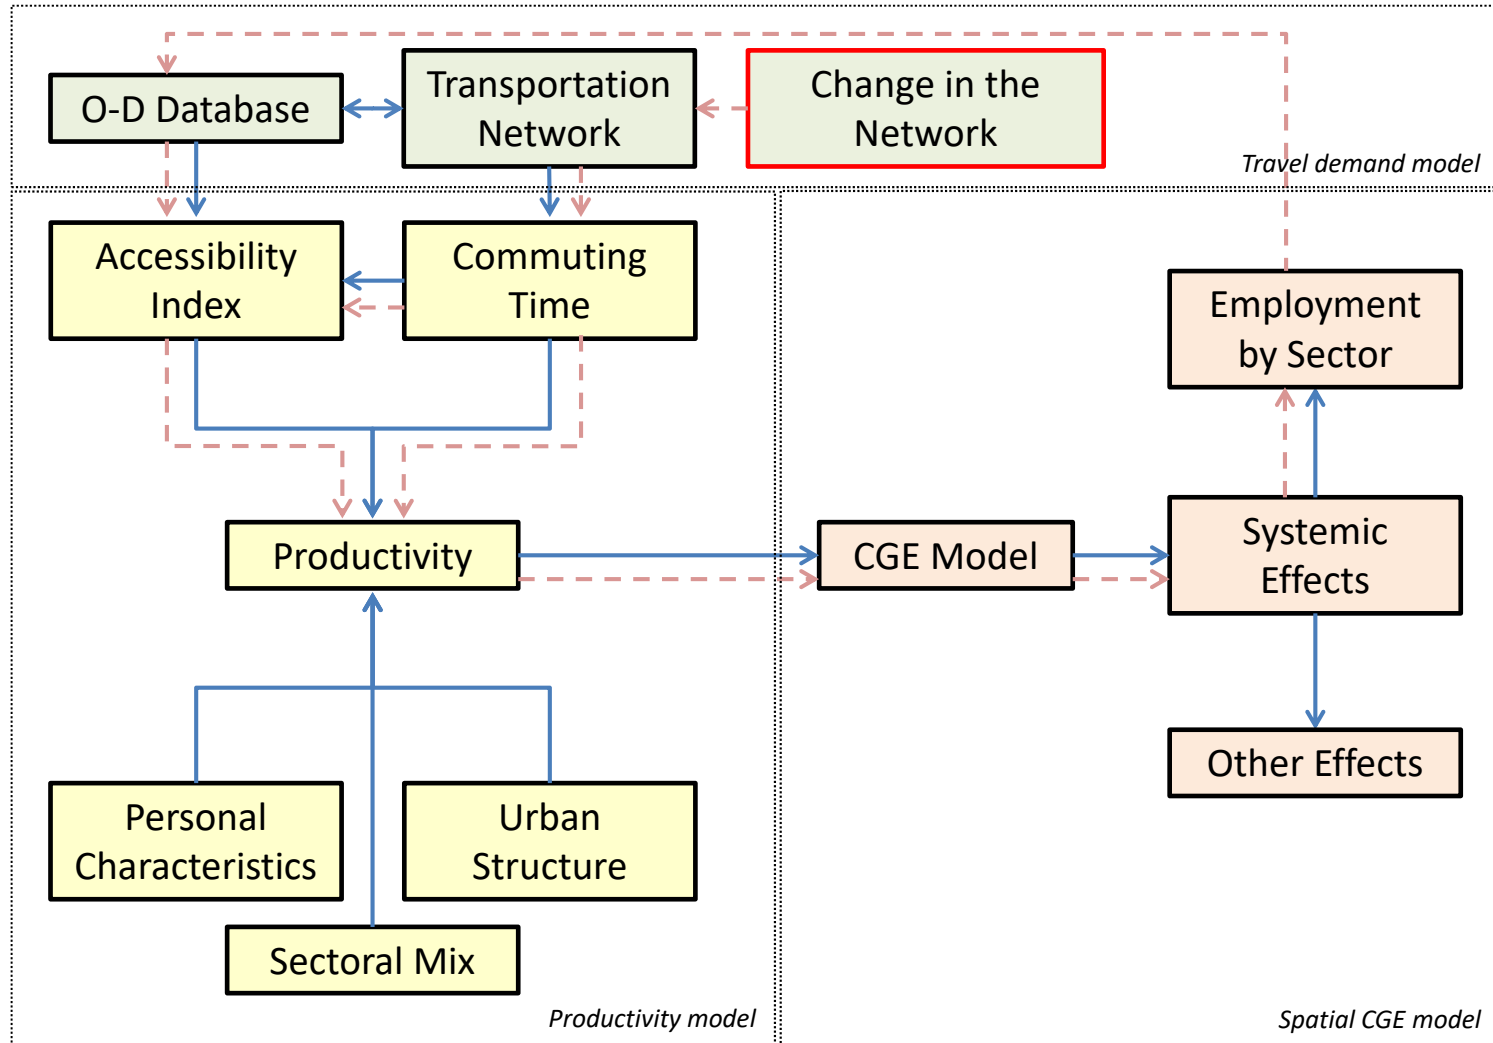 O-D Database
Transportation
Network
Change in the
Network
Travel demand model
Accessibility
Index
Commuting
Time
Employment
by Sector
Productivity
CGE Model
Systemic
Effects
Other Effects
Personal
Characteristics
Urban
Structure
Sectoral Mix
Productivity model
Spatial CGE model